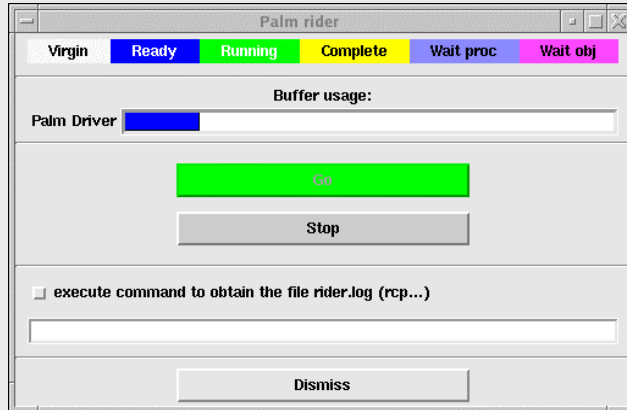 Palm rider
Virgin Ready Running Complete Wait proc Wait obj
Buffer usage:
Palm Driver
Go
Stop
execute command to obtain the file rider.log (rcp...)
Dismiss